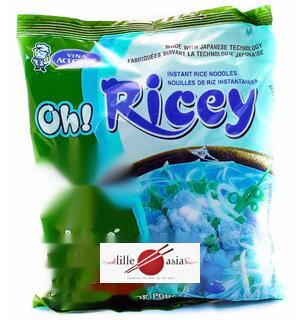 VINA
ACECOOK
MADE WITH JAPANESE TECHNOLOGY
FABRIQUÉES SUIVANT LA TECHNOLOGIE JAPONAISE
INSTANT RICE NOODLES
NOUILLES DE RIZ INSTANTANÉES
Oh! Ricey
lille asia